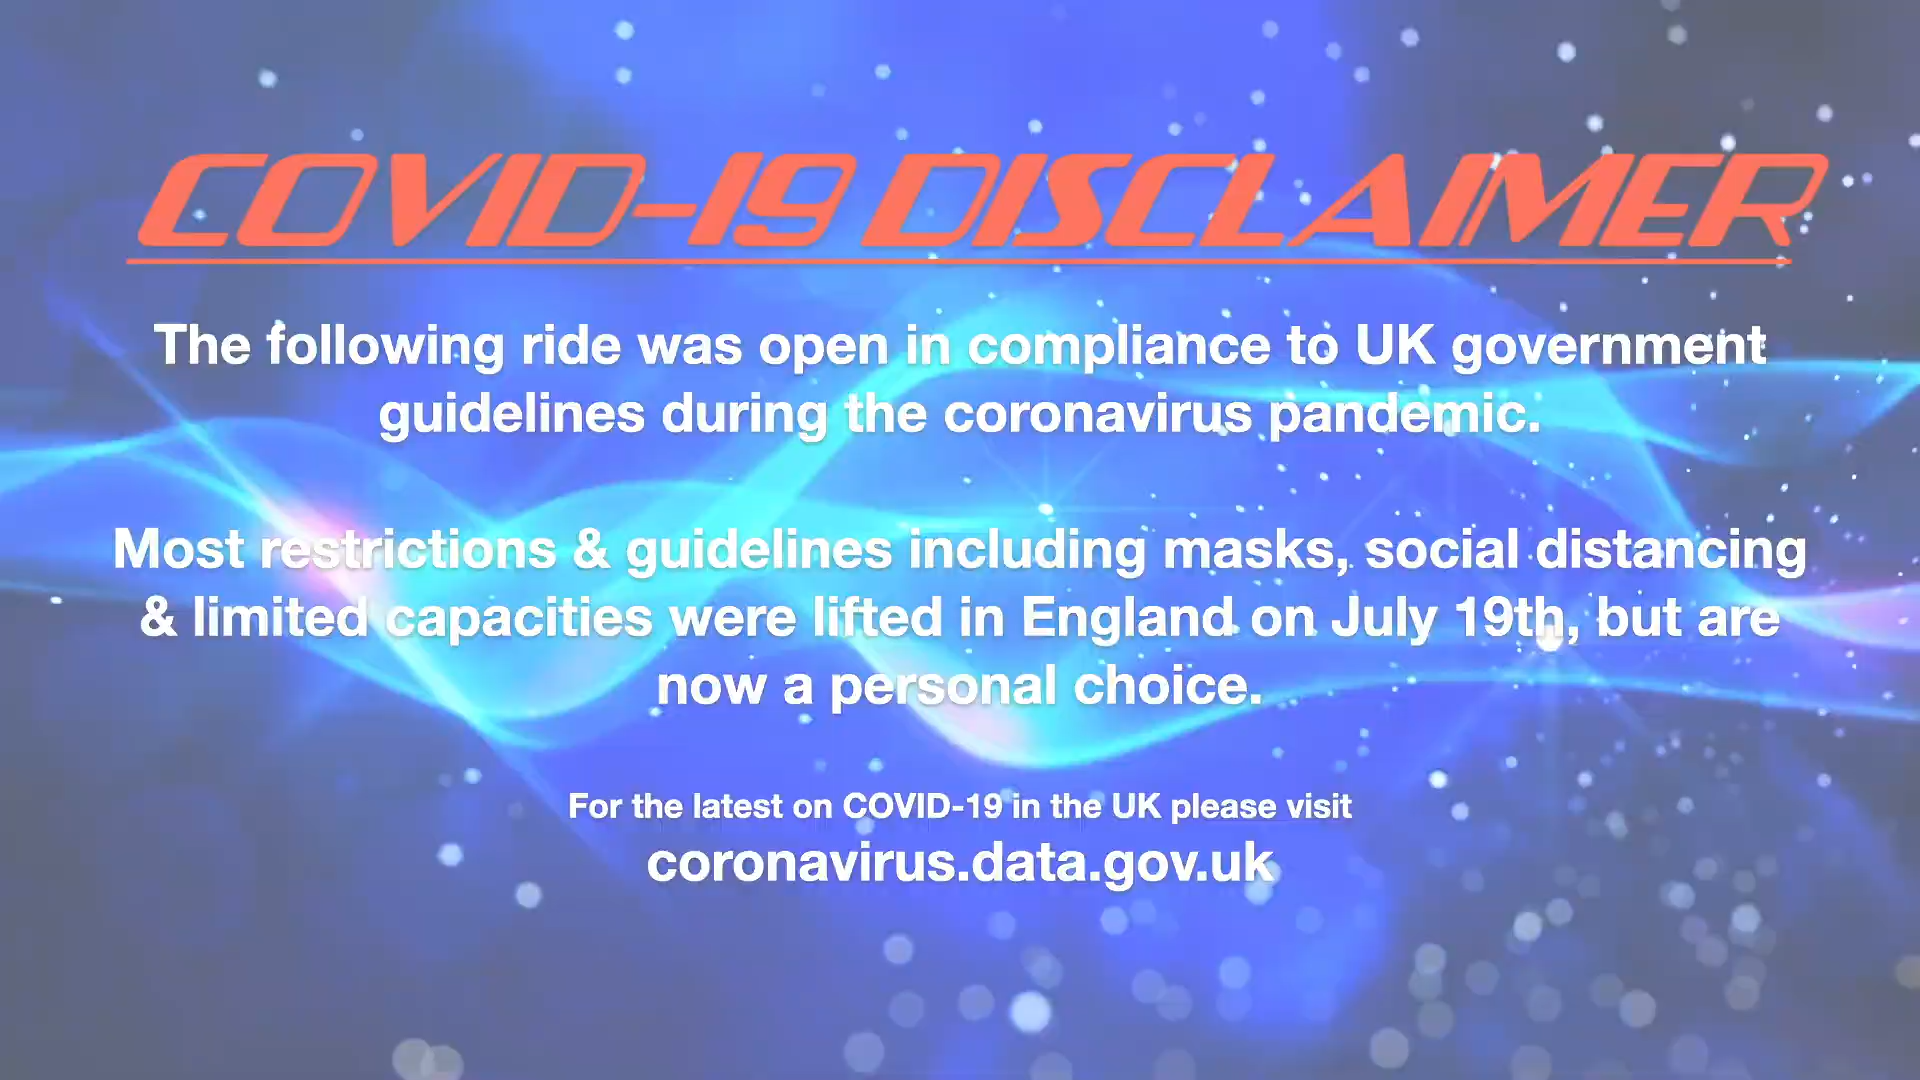 COVID-19 DISCLAIMER
The following ride was open in compliance to UK government
guidelines during the coronavirus pandemic.
Most restrictions & guidelines including masks, social distancing
& limited capacities were lifted in England on July 19th, but are
now a personal choice.
For the latest on COVID-19 in the UK please visit
coronavirus.data.gov.uk